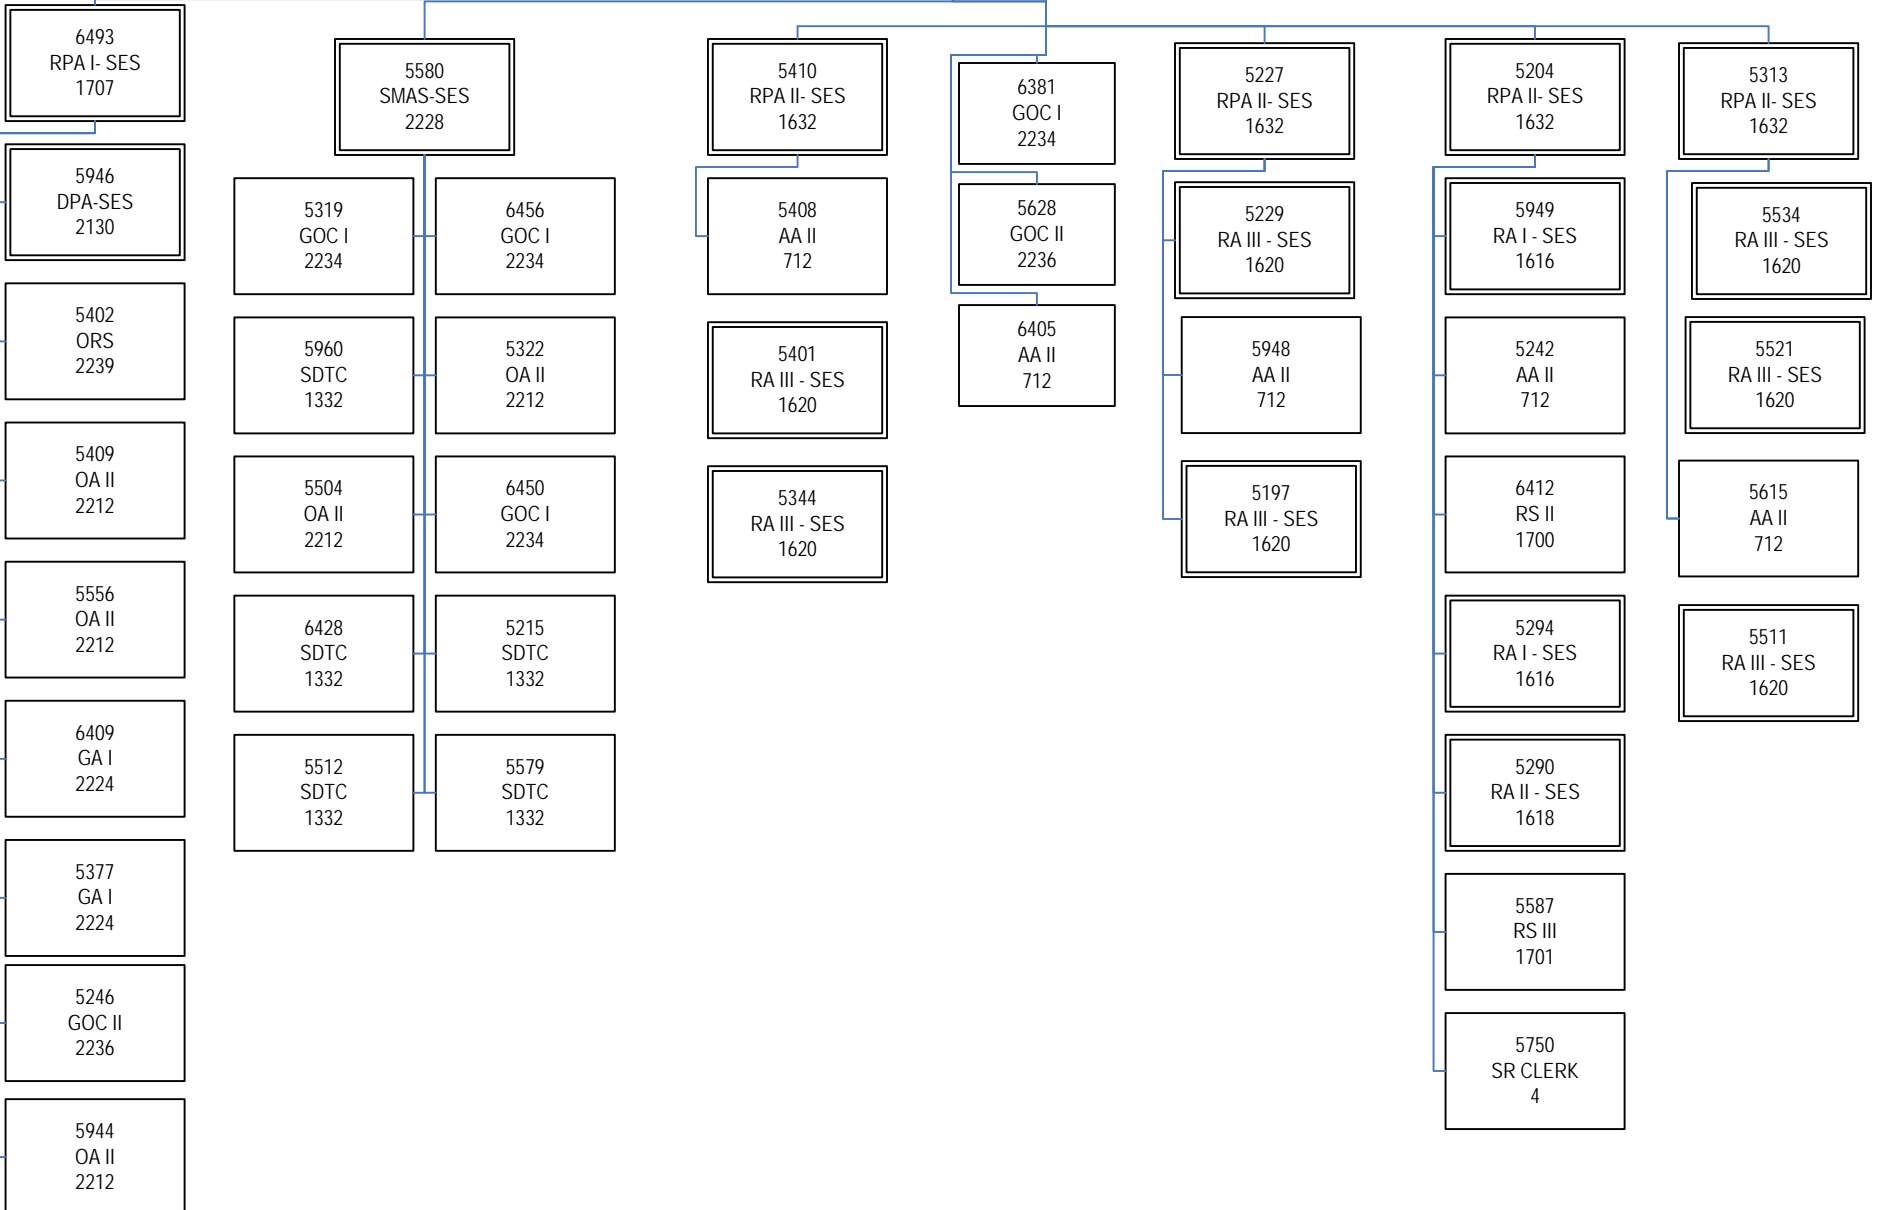 6493
RPA I- SES
1707
5946
DPA-SES
2130
5402
ORS
2239
5409
OA II
2212
5556
OA II
2212
6409
GA I
2224
5377
GA I
2224
5246
GOC II
2236
5944
OA II
2212
5580
SMAS-SES
2228
5319
GOC I
2234
6456
GOC I
2234
5960
SDTC
1332
5322
OA II
2212
5504
OA II
2212
6450
GOC I
2234
6428
SDTC
1332
5215
SDTC
1332
5512
SDTC
1332
5579
SDTC
1332
5410
RPA II- SES
1632
5408
AA II
712
5401
RA III - SES
1620
5344
RA III - SES
1620
6381
GOC I
2234
5628
GOC II
2236
6405
AA II
712
5227
RPA II- SES
1632
5229
RA III - SES
1620
5948
AA II
712
5197
RA III - SES
1620
5204
RPA II- SES
1632
5949
RA I - SES
1616
5242
AA II
712
6412
RS II
1700
5294
RA I - SES
1616
5290
RA II - SES
1618
5587
RS III
1701
5750
SR CLERK
4
5313
RPA II- SES
1632
5534
RA III - SES
1620
5521
RA III - SES
1620
5615
AA II
712
5511
RA III - SES
1620